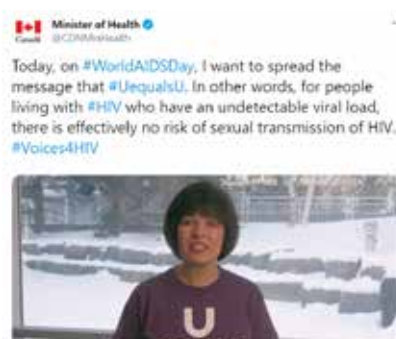 Minister of Health
Canada
@CDNMinHealth
Today, on #WorldAIDSDay, I want to spread the
message that #UequalsU. In other words, for people
living with #HIV who have an undetectable viral load,
there is effectively no risk of sexual transmission of HIV.
#Voices4HIV
U